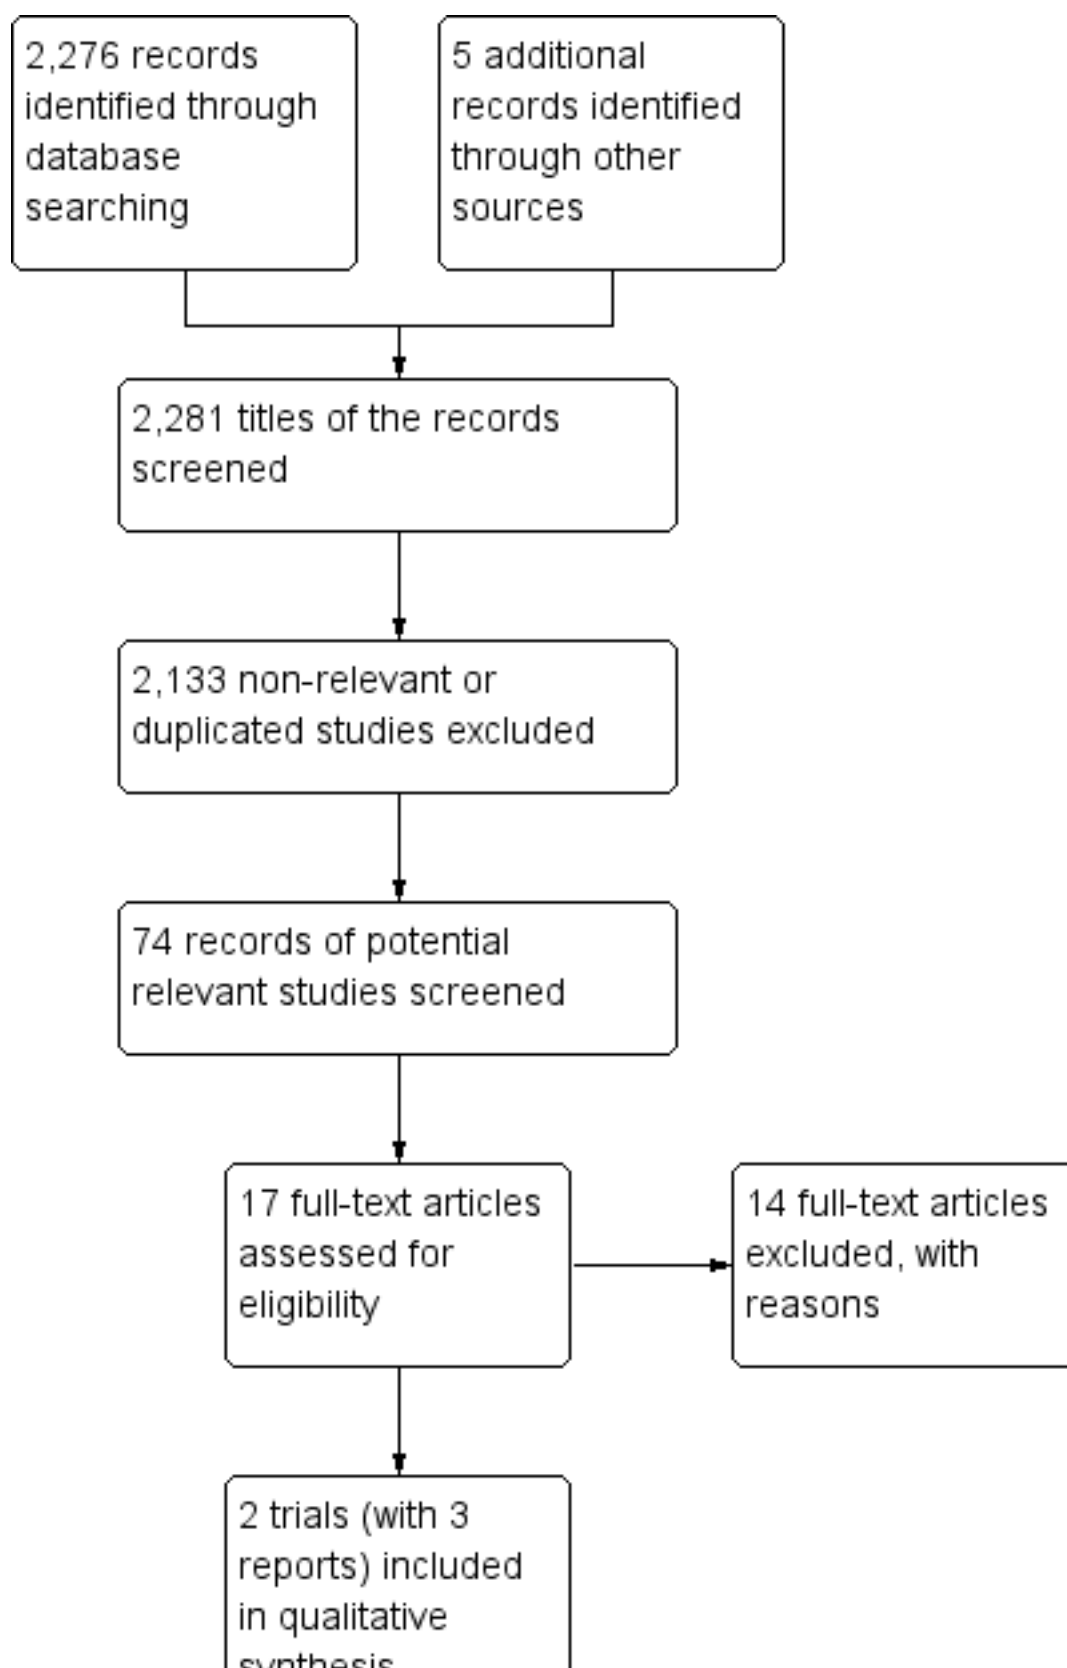 2,276 records
identified through
database
searching
5 additional
records identified
through other
sources
2,281 titles of the records
screened
2,133 non-relevant or
duplicated studies excluded
74 records of potential
relevant studies screened
17 full-text articles
assessed for
eligibility
14 full-text articles
excluded, with
reasons
2 trials (with 3
reports) included
in qualitative
synthesis